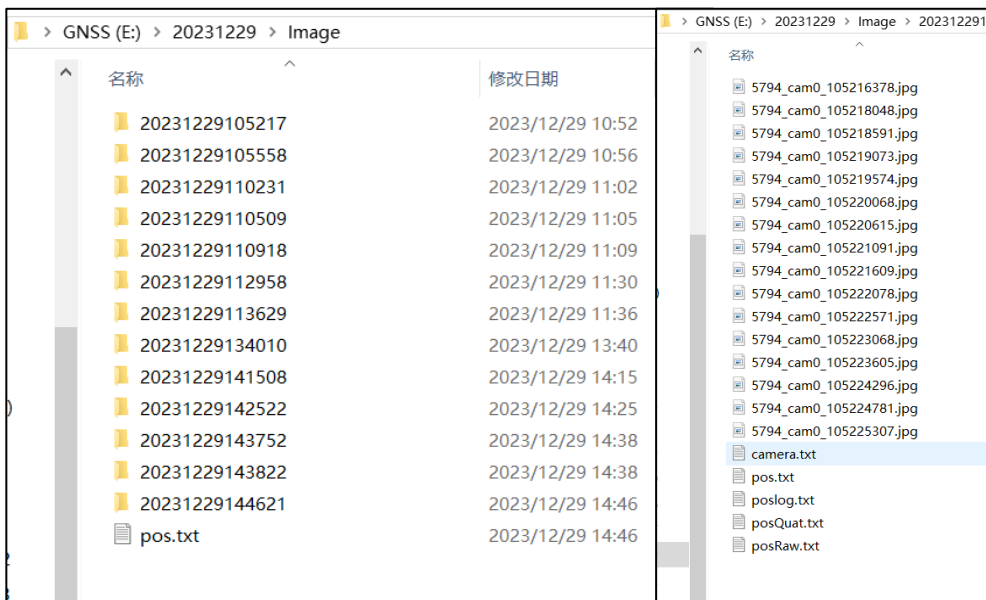 GNSS (E:) > 20231229 > Image
名称 修改日期
20231229105217 2023/12/29 10:52
20231229105558 2023/12/29 10:56
20231229110231 2023/12/29 11:02
20231229110509 2023/12/29 11:05
20231229110918 2023/12/29 11:09
20231229112958 2023/12/29 11:30
20231229113629 2023/12/29 11:36
20231229134010 2023/12/29 13:40
20231229141508 2023/12/29 14:15
20231229142522 2023/12/29 14:25
20231229143752 2023/12/29 14:38
20231229143822 2023/12/29 14:38
20231229144621 2023/12/29 14:46
pos.txt 2023/12/29 14:46
GNSS (E:) > 20231229 > Image > 202312291
名称
5794_cam0_105216378.jpg
5794_cam0_105218048.jpg
5794_cam0_105218591.jpg
5794_cam0_105219073.jpg
5794_cam0_105219574.jpg
5794_cam0_105220068.jpg
5794_cam0_105220615.jpg
5794_cam0_105221091.jpg
5794_cam0_105221609.jpg
5794_cam0_105222078.jpg
5794_cam0_105222571.jpg
5794_cam0_105223068.jpg
5794_cam0_105223605.jpg
5794_cam0_105224296.jpg
5794_cam0_105224781.jpg
5794_cam0_105225307.jpg
camera.txt
pos.txt
poslog.txt
posQuat.txt
posRaw.txt